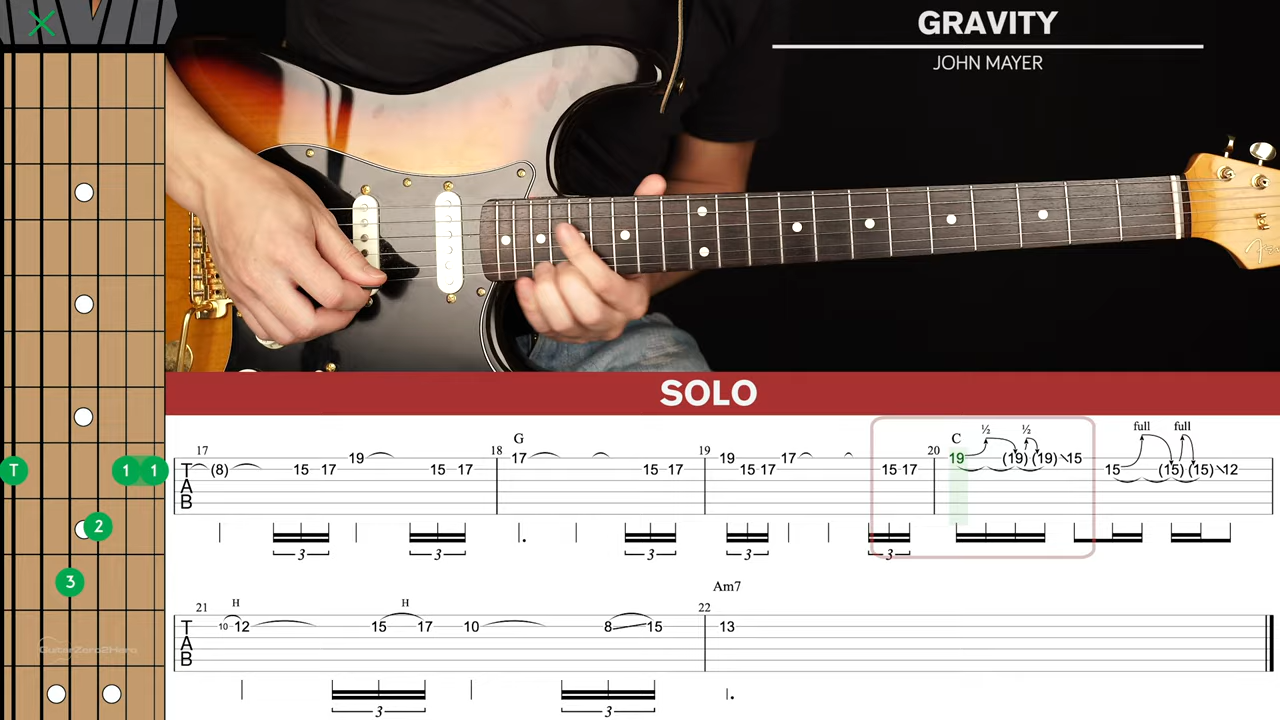 GRAVITY
JOHN MAYER
SOLO
17 18 G 19 20 C ½ ½ full full
(8) 15 17 19 15 17 17 15 17 19 15 17 17 15 17 19 (19) (19) 15 15 (15) (15) 12
T
A
B
3 3 3 3 3
21 H H 22 Am7
10 12 15 17 10 8 15 13
T
A
B
3 3
T 1 1
2
3
GuitarZero2Hero